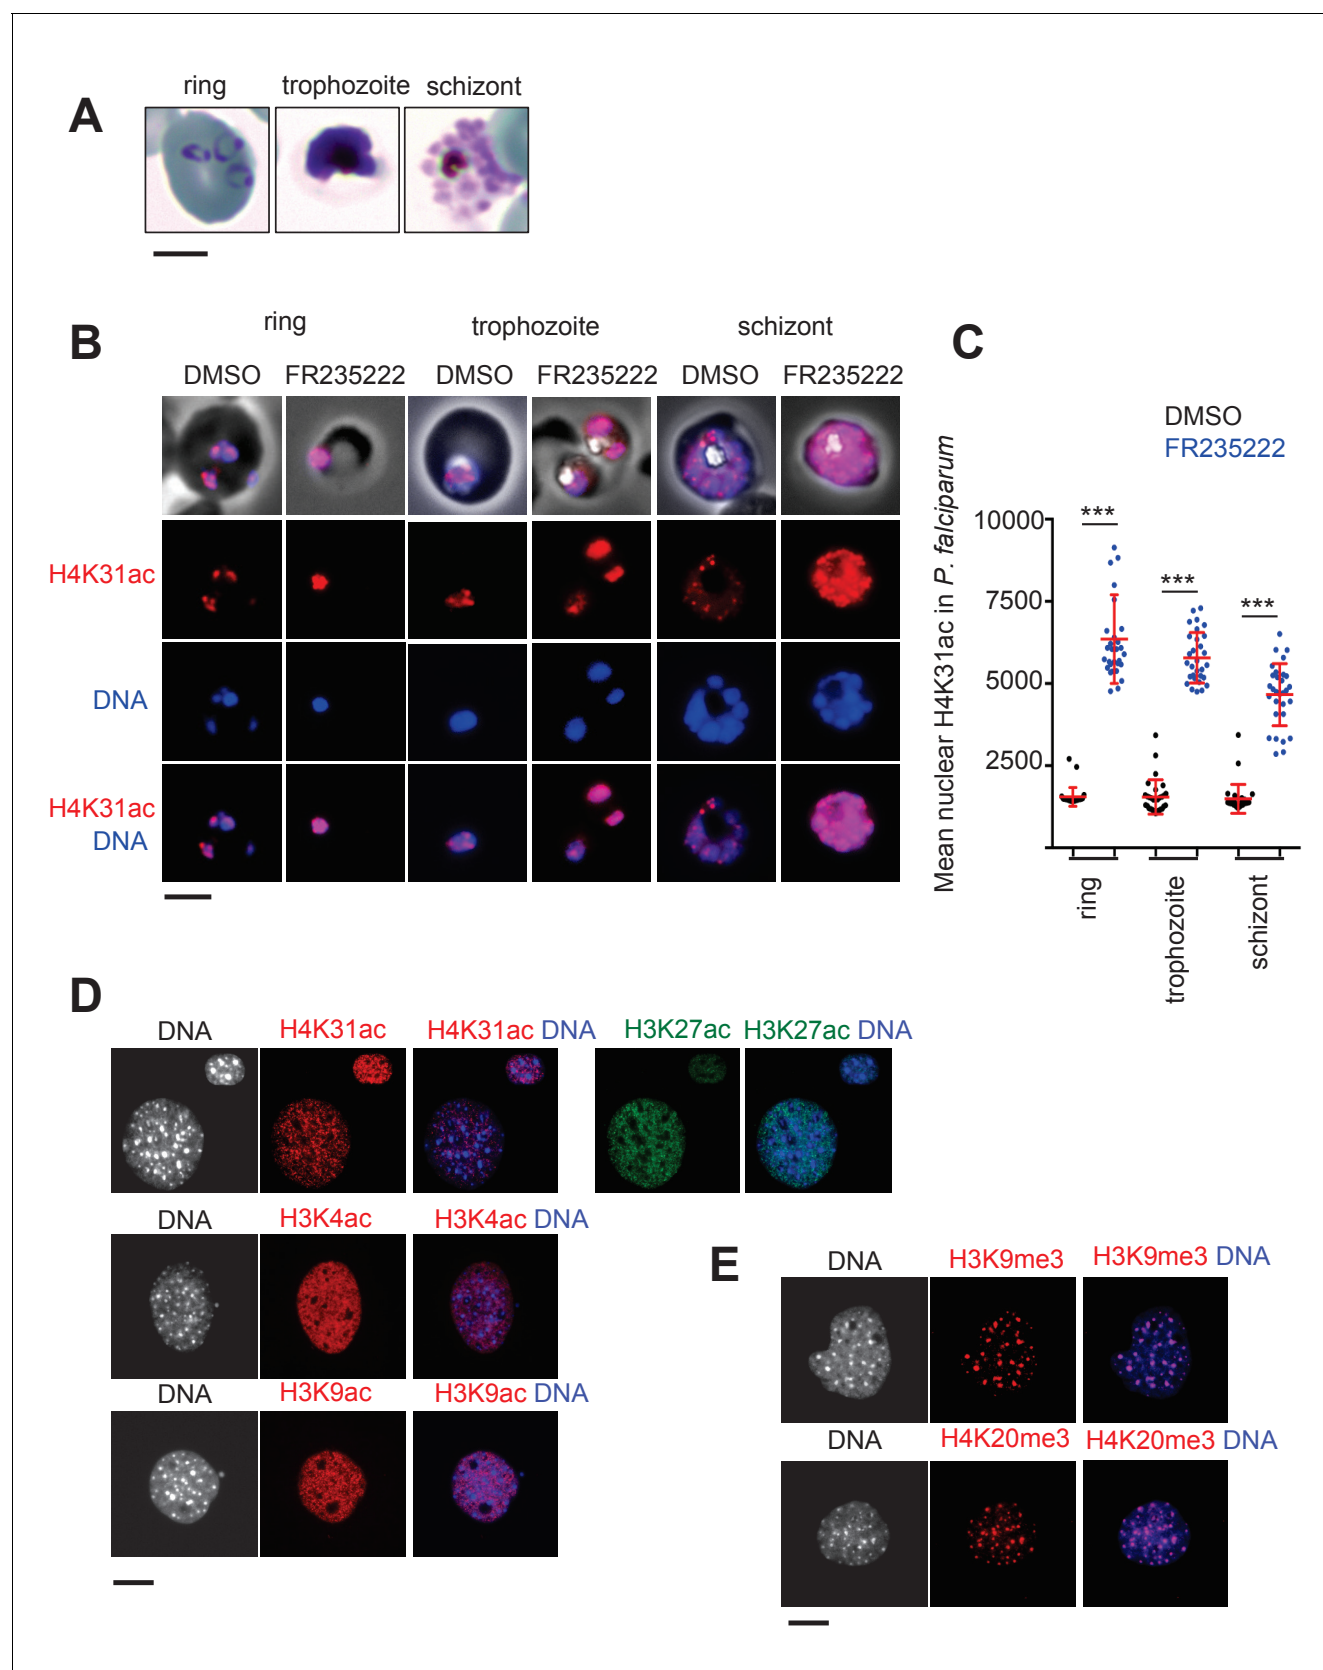 A
ring trophozoite schizont
B
ring trophozoite schizont
DMSO FR235222 DMSO FR235222 DMSO FR235222
H4K31ac
DNA
H4K31ac
DNA
C
DMSO
FR235222
Mean nuclear H4K31ac in P. falciparum
10000
7500
5000
2500
***
***
***
ring
trophozoite
schizont
D
DNA H4K31ac H4K31ac DNA H3K27ac H3K27ac DNA
DNA H3K4ac H3K4ac DNA
DNA H3K9ac H3K9ac DNA
E
DNA H3K9me3 H3K9me3 DNA
DNA H4K20me3 H4K20me3 DNA